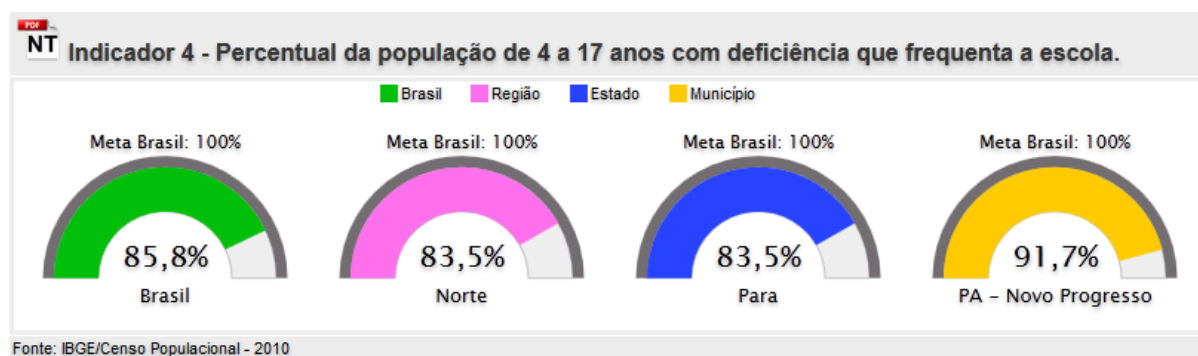 PDF
NT
Indicador 4 - Percentual da população de 4 a 17 anos com deficiência que frequenta a escola.
Brasil Região Estado Município
Meta Brasil: 100% Meta Brasil: 100% Meta Brasil: 100% Meta Brasil: 100%
85,8% 83,5% 83,5% 91,7%
Brasil Norte Para PA - Novo Progresso
Fonte: IBGE/Censo Populacional - 2010